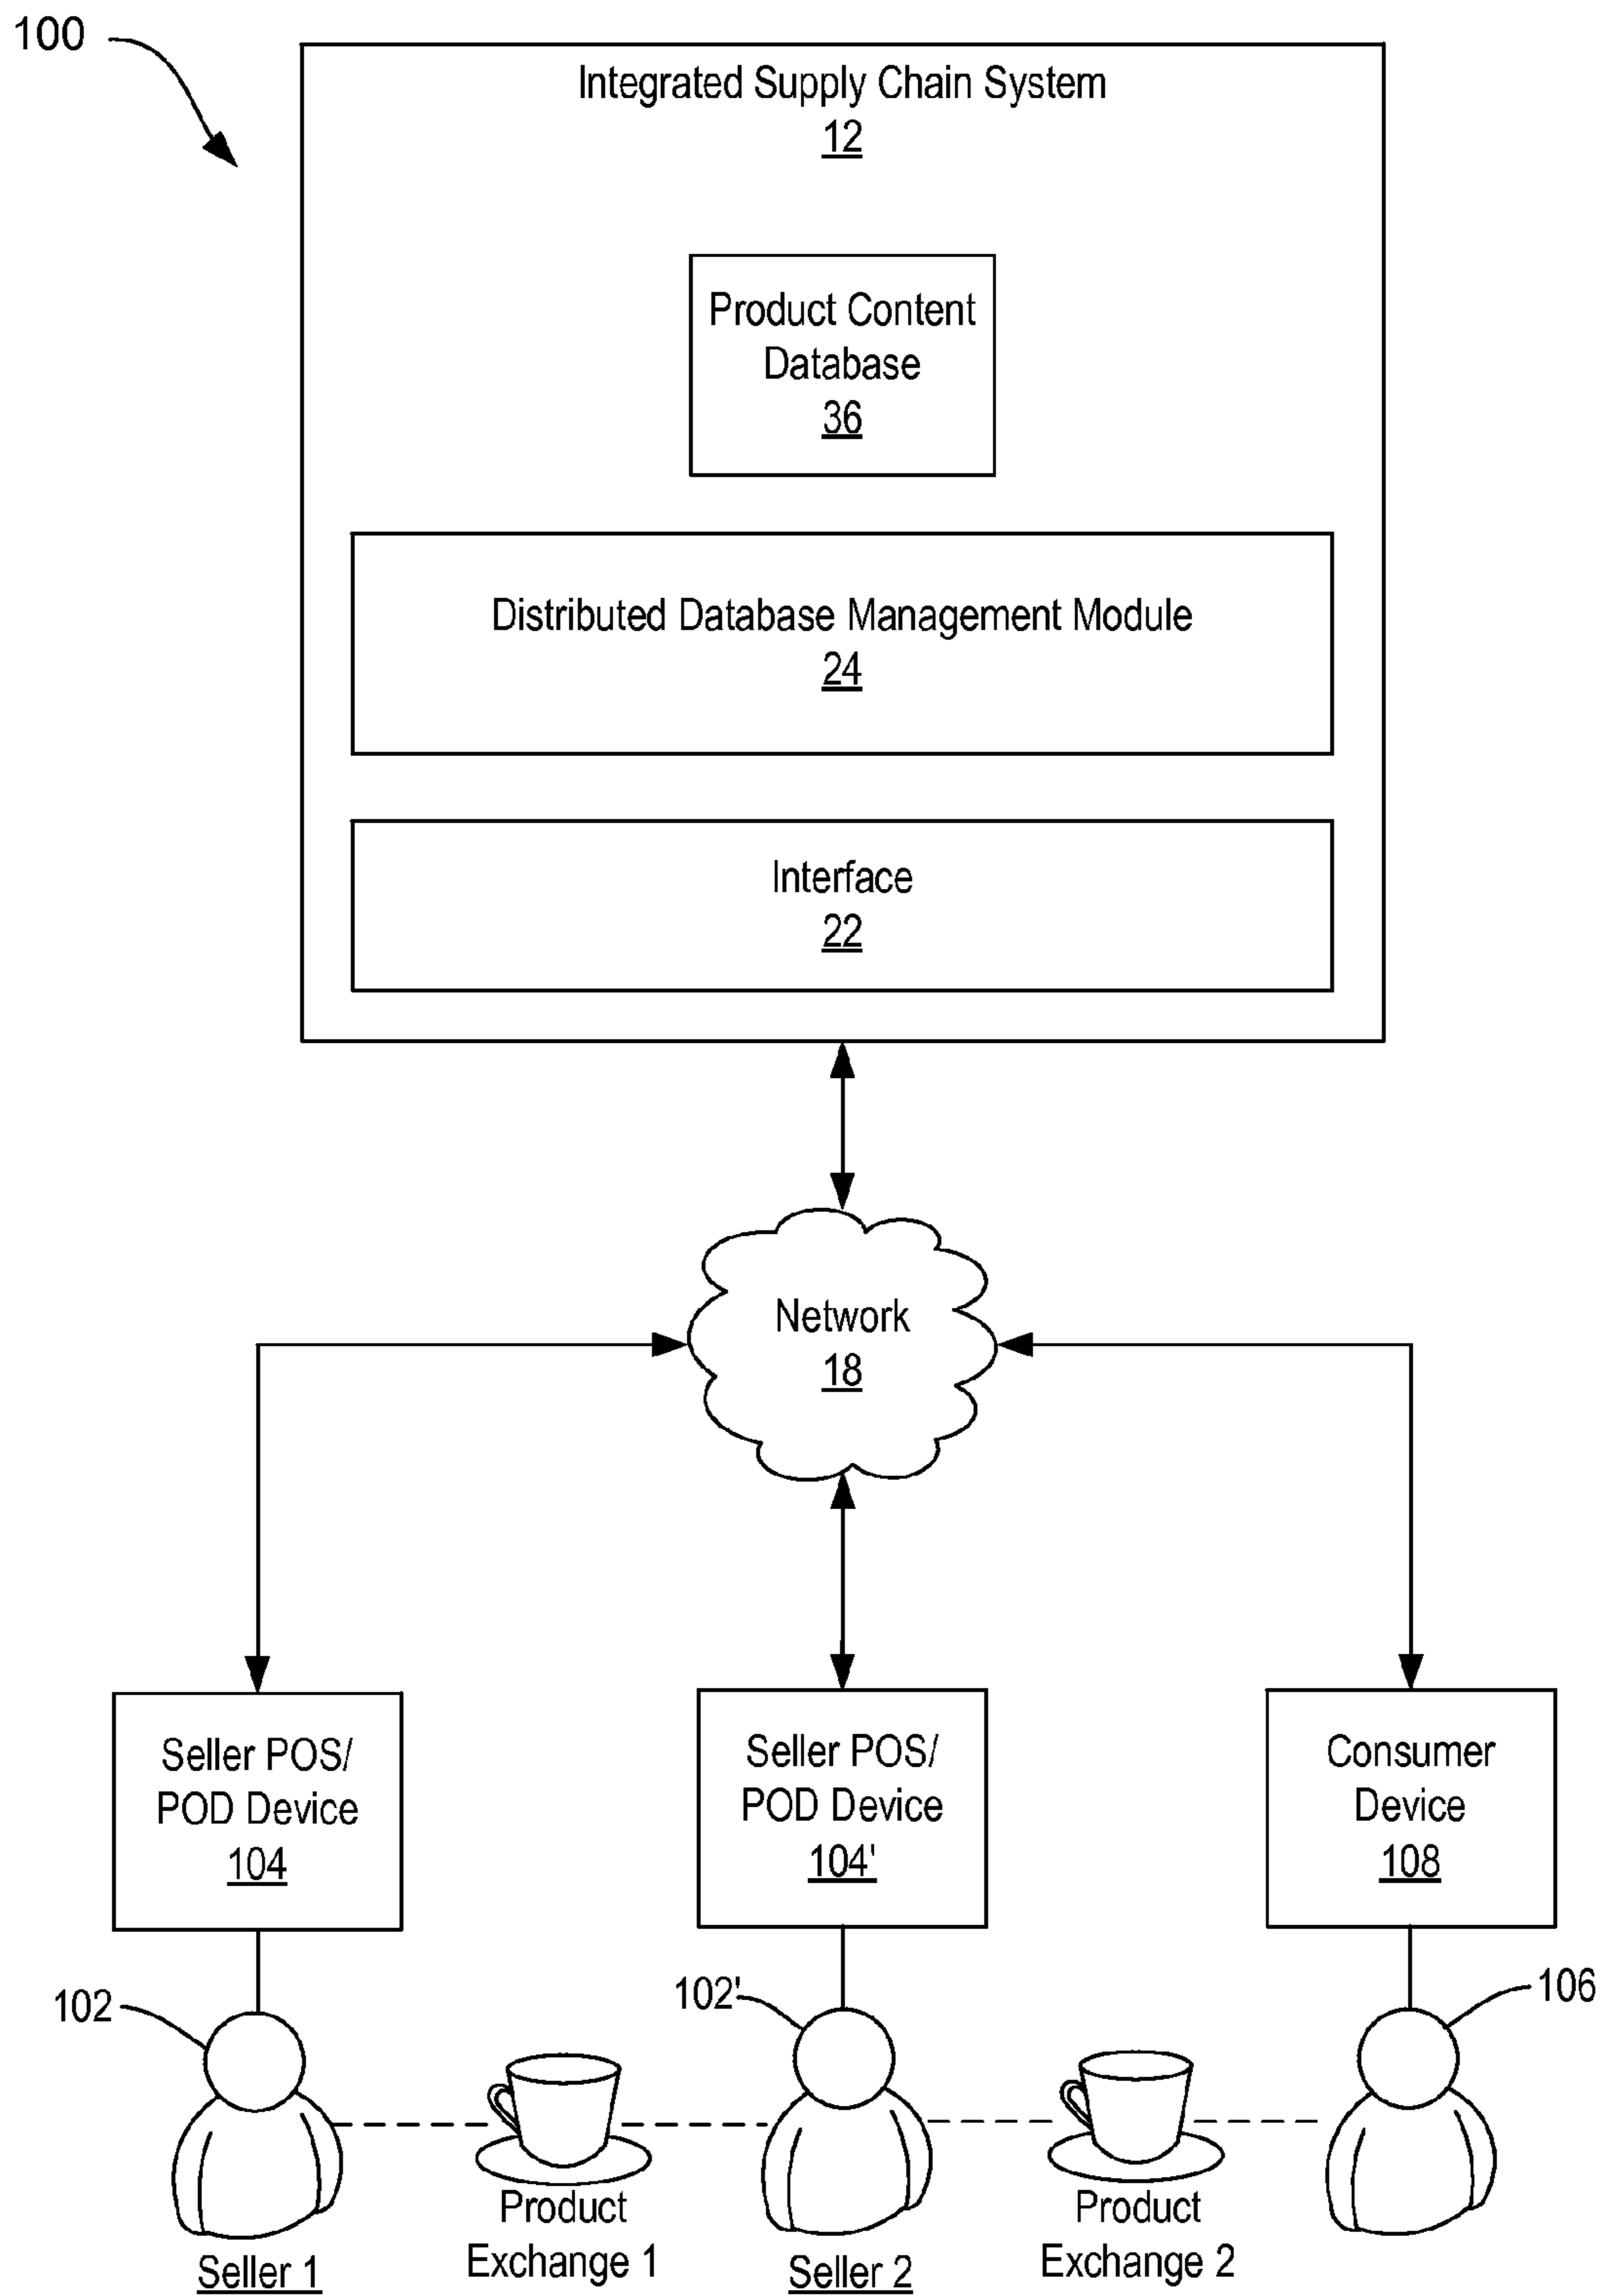 100
Integrated Supply Chain System
12
Product Content
Database
36
Distributed Database Management Module
24
Interface
22
Network
18
Seller POS/
POD Device
104
Seller POS/
POD Device
104'
Consumer
Device
108
102
102'
106
Product
Exchange 1
Product
Exchange 2
Seller 1
Seller 2